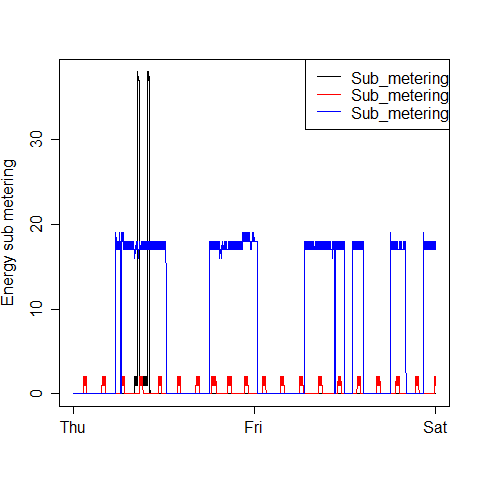 Sub_metering
Sub_metering
Sub_metering
Energy sub metering
30
20
10
0
Thu Fri Sat